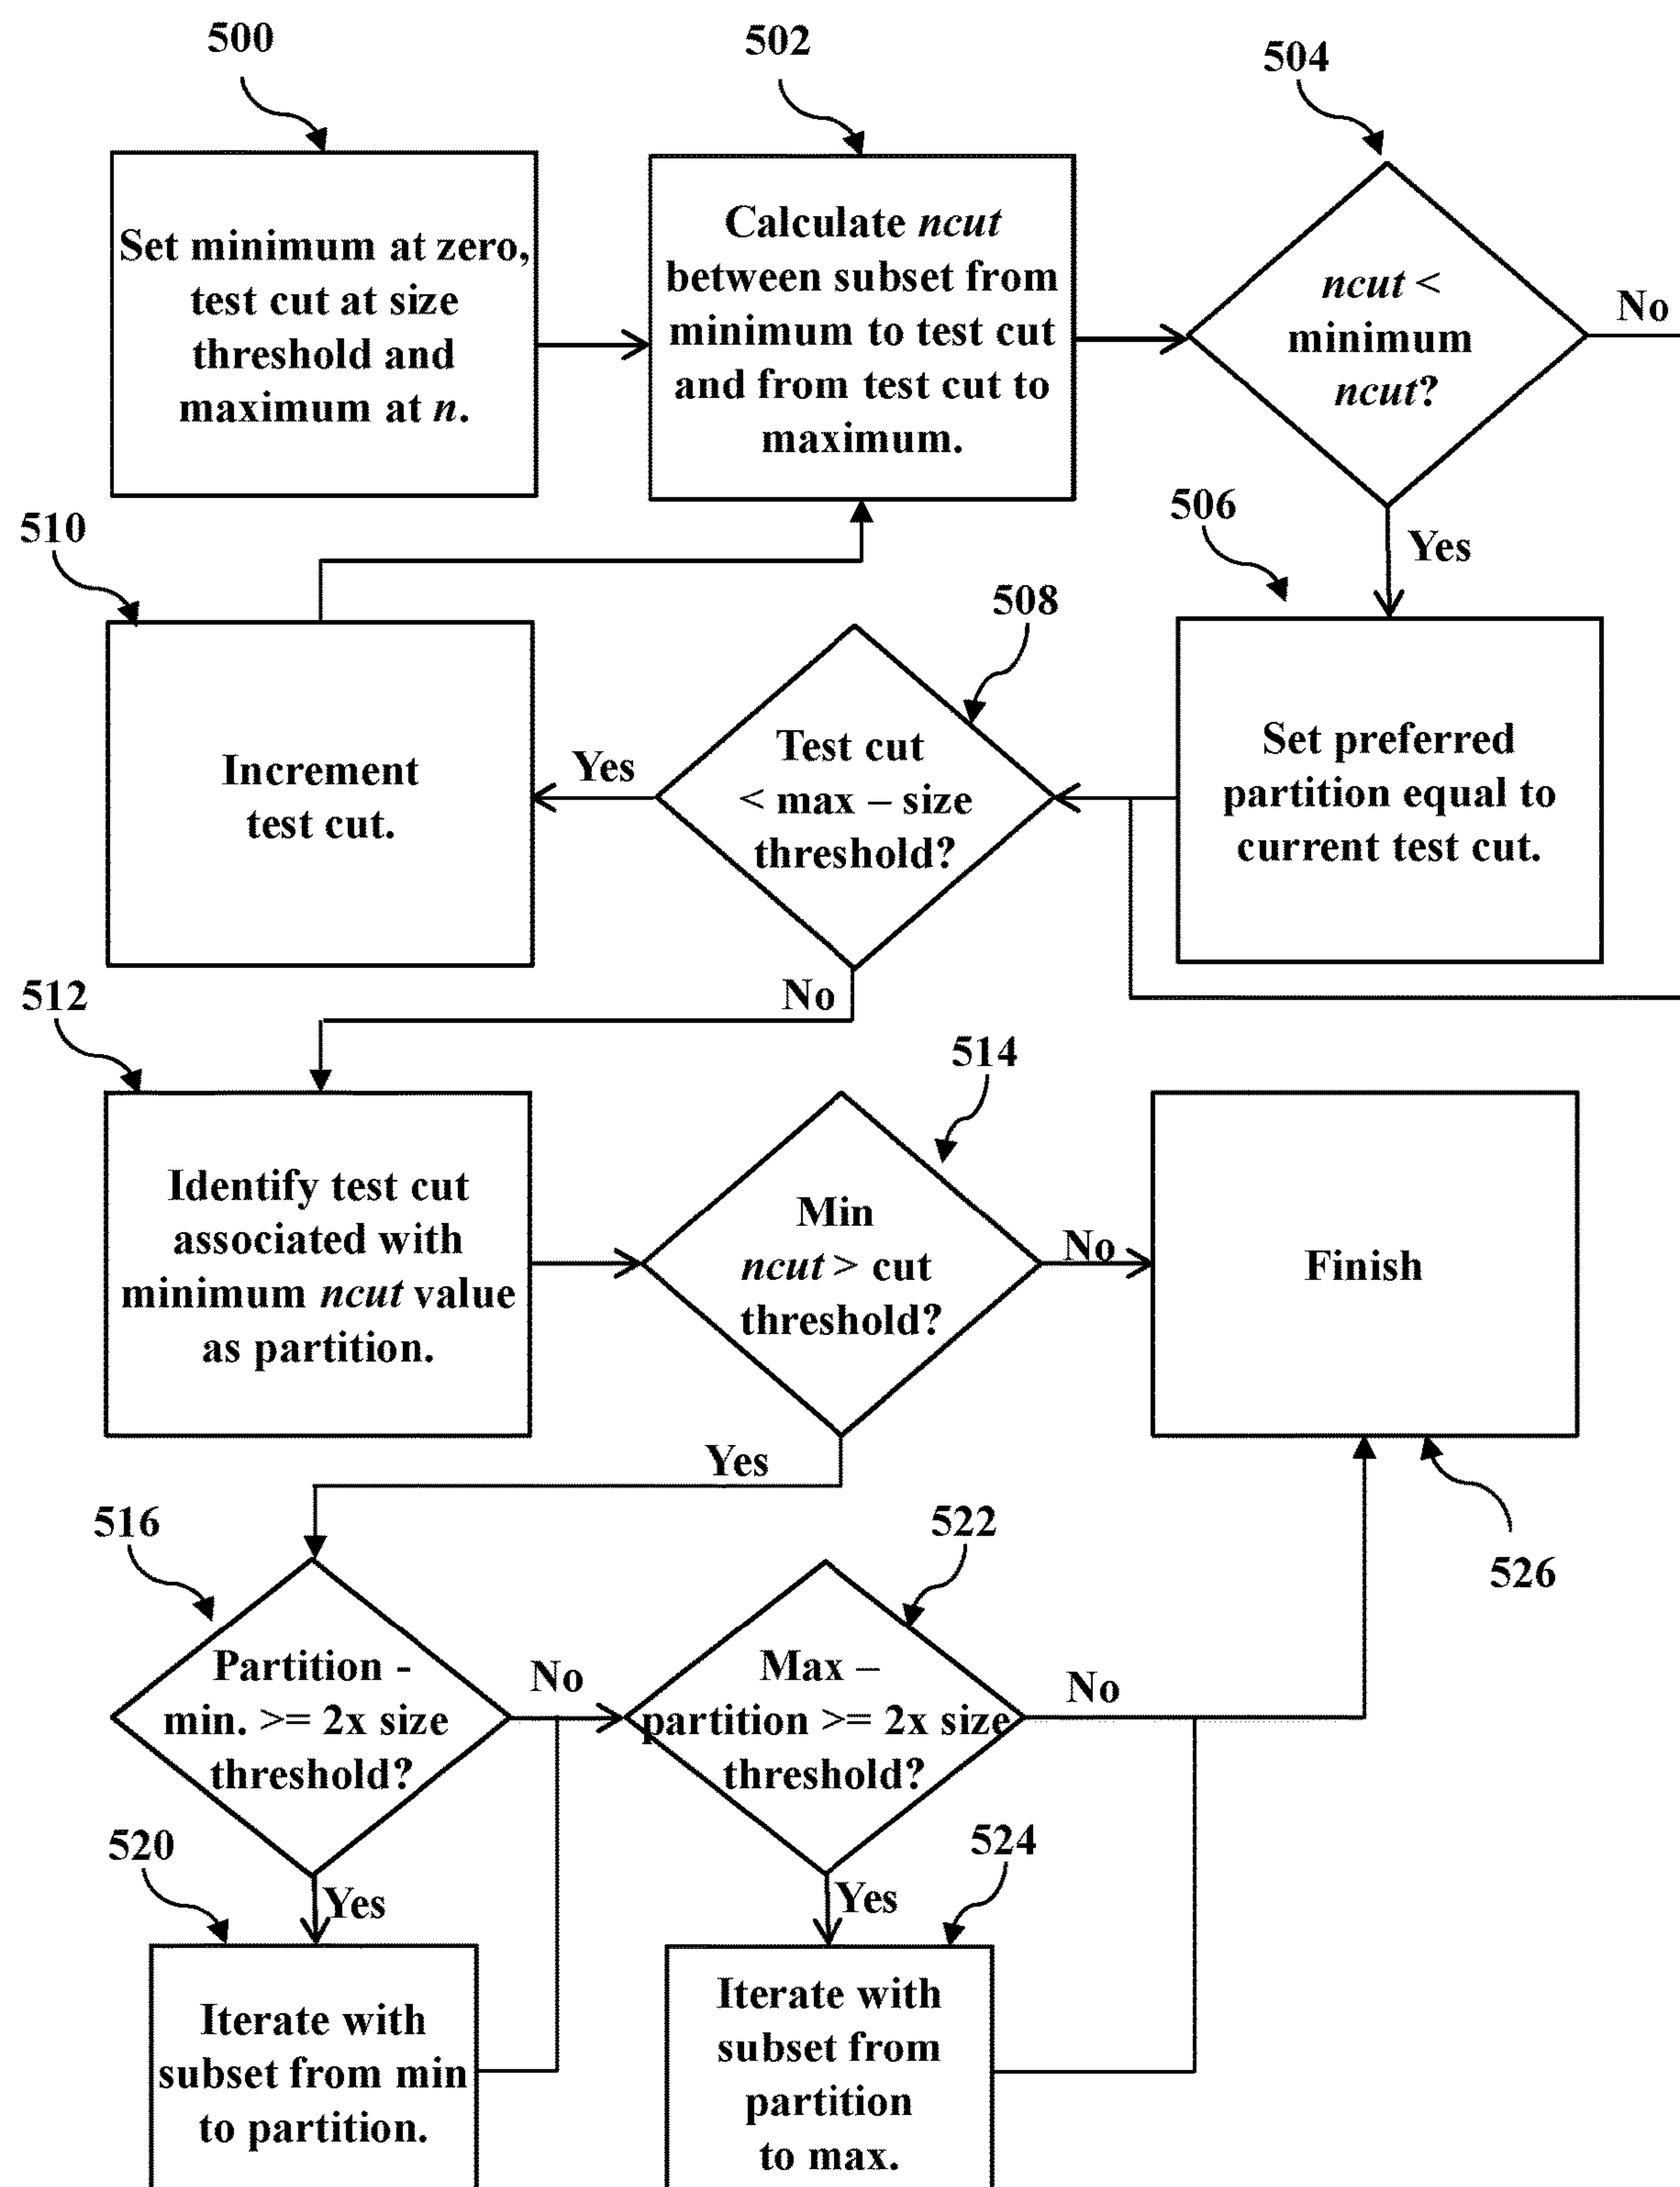 500
502
504
Set minimum at zero,
test cut at size
threshold and
maximum at n.
Calculate ncut
between subset from
minimum to test cut
and from test cut to
maximum.
ncut <
minimum
ncut?
No
Yes
506
508
510
Increment
test cut.
Yes
Test cut
< max – size
threshold?
Set preferred
partition equal to
current test cut.
No
512
514
Identify test cut
associated with
minimum ncut value
as partition.
Min
ncut > cut
threshold?
No
Finish
Yes
516
522
526
Partition -
min. >= 2x size
threshold?
No
Max –
partition >= 2x size
threshold?
No
520
Yes
524
Yes
Iterate with
subset from min
to partition.
Iterate with
subset from
partition
to max.